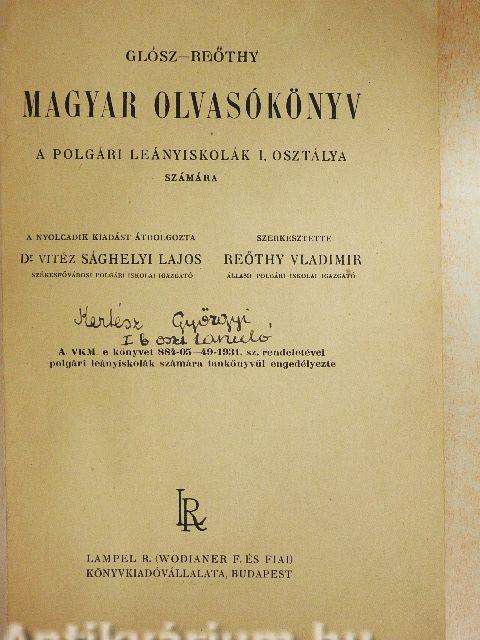 GLÓSZ—REŐTHY
MAGYAR OLVASÓKÖNYV
A POLGÁRI LEÁNYISKOLÁK I. OSZTÁLYA
SZÁMÁRA
A NYOLCADIK KIADÁST ÁTDOLGOZTA
Dr VITÉZ SÁGHELYI LAJOS
SZÉKESFŐVÁROSI POLGÁRI ISKOLAI IGAZGATÓ
SZERKESZTETTE
REŐTHY VLADIMIR
ÁLLAMI POLGÁRI ISKOLAI IGAZGATÓ
Kertész Györgyi
I b oszt tanuló
A VKM. e könyvet 884-05—49-1931. sz. rendeletével
polgári leányiskolák számára tankönyvül engedélyezte
LR
LAMPEL R. (WODIANER F. ÉS FIAI)
KÖNYVKIADÓVÁLLALATA, BUDAPEST
Antikvárium.hu